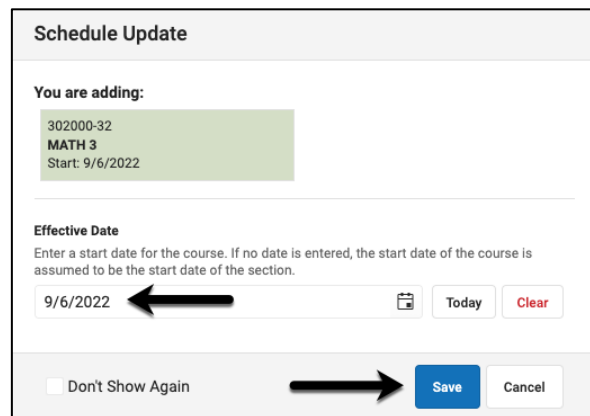 Schedule Update
You are adding:
302000-32
MATH 3
Start: 9/6/2022
Effective Date
Enter a start date for the course. If no date is entered, the start date of the course is
assumed to be the start date of the section.
9/6/2022 Today Clear
Don't Show Again Save Cancel